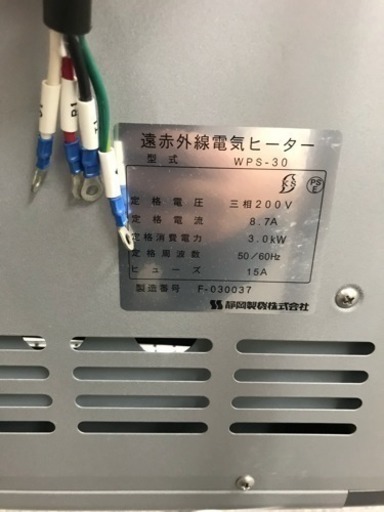 遠赤外線電気ヒーター
型式 WPS-30
定格電圧 三相200V
定格電流 8.7A
定格消費電力 3.0kW
定格周波数 50/60Hz
ヒューズ 15A
製造番号 F-030037
静岡製機株式会社
PS
E